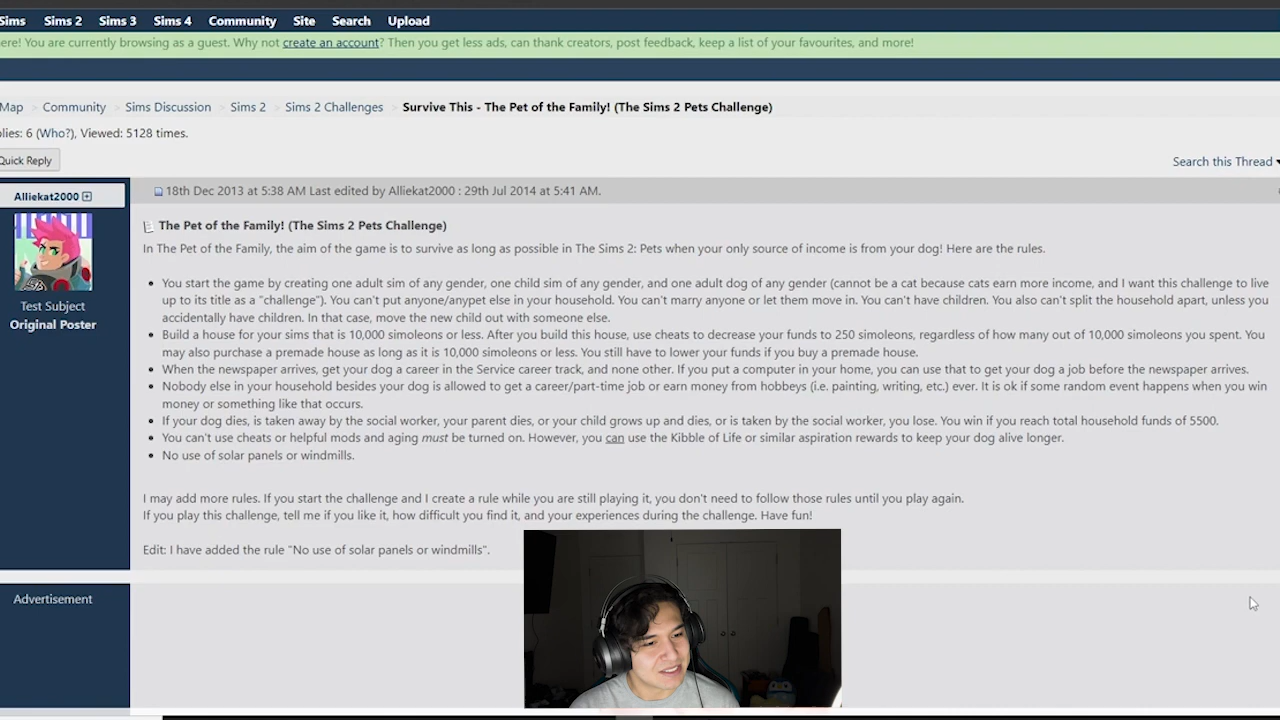 Sims Sims 2 Sims 3 Sims 4 Community Site Search Upload
ere! You are currently browsing as a guest. Why not create an account? Then you get less ads, can thank creators, post feedback, keep a list of your favourites, and more!
Map > Community > Sims Discussion > Sims 2 > Sims 2 Challenges > Survive This - The Pet of the Family! (The Sims 2 Pets Challenge)
plies: 6 (Who?), Viewed: 5128 times.
Quick Reply
Search this Thread
Alliekat2000
18th Dec 2013 at 5:38 AM Last edited by Alliekat2000 : 29th Jul 2014 at 5:41 AM.
Test Subject
Original Poster
The Pet of the Family! (The Sims 2 Pets Challenge)
In The Pet of the Family, the aim of the game is to survive as long as possible in The Sims 2: Pets when your only source of income is from your dog! Here are the rules.
• You start the game by creating one adult sim of any gender, one child sim of any gender, and one adult dog of any gender (cannot be a cat because cats earn more income, and I want this challenge to live
up to its title as a "challenge"). You can't put anyone/anypet else in your household. You can't marry anyone or let them move in. You can't have children. You also can't split the household apart, unless you
accidentally have children. In that case, move the new child out with someone else.
• Build a house for your sims that is 10,000 simoleons or less. After you build this house, use cheats to decrease your funds to 250 simoleons, regardless of how many out of 10,000 simoleons you spent. You
may also purchase a premade house as long as it is 10,000 simoleons or less. You still have to lower your funds if you buy a premade house.
• When the newspaper arrives, get your dog a career in the Service career track, and none other. If you put a computer in your home, you can use that to get your dog a job before the newspaper arrives.
• Nobody else in your household besides your dog is allowed to get a career/part-time job or earn money from hobbeys (i.e. painting, writing, etc.) ever. It is ok if some random event happens when you win
money or something like that occurs.
• If your dog dies, is taken away by the social worker, your parent dies, or your child grows up and dies, or is taken by the social worker, you lose. You win if you reach total household funds of 5500.
• You can't use cheats or helpful mods and aging must be turned on. However, you can use the Kibble of Life or similar aspiration rewards to keep your dog alive longer.
• No use of solar panels or windmills.
I may add more rules. If you start the challenge and I create a rule while you are still playing it, you don't need to follow those rules until you play again.
If you play this challenge, tell me if you like it, how difficult you find it, and your experiences during the challenge. Have fun!
Edit: I have added the rule "No use of solar panels or windmills".
Advertisement